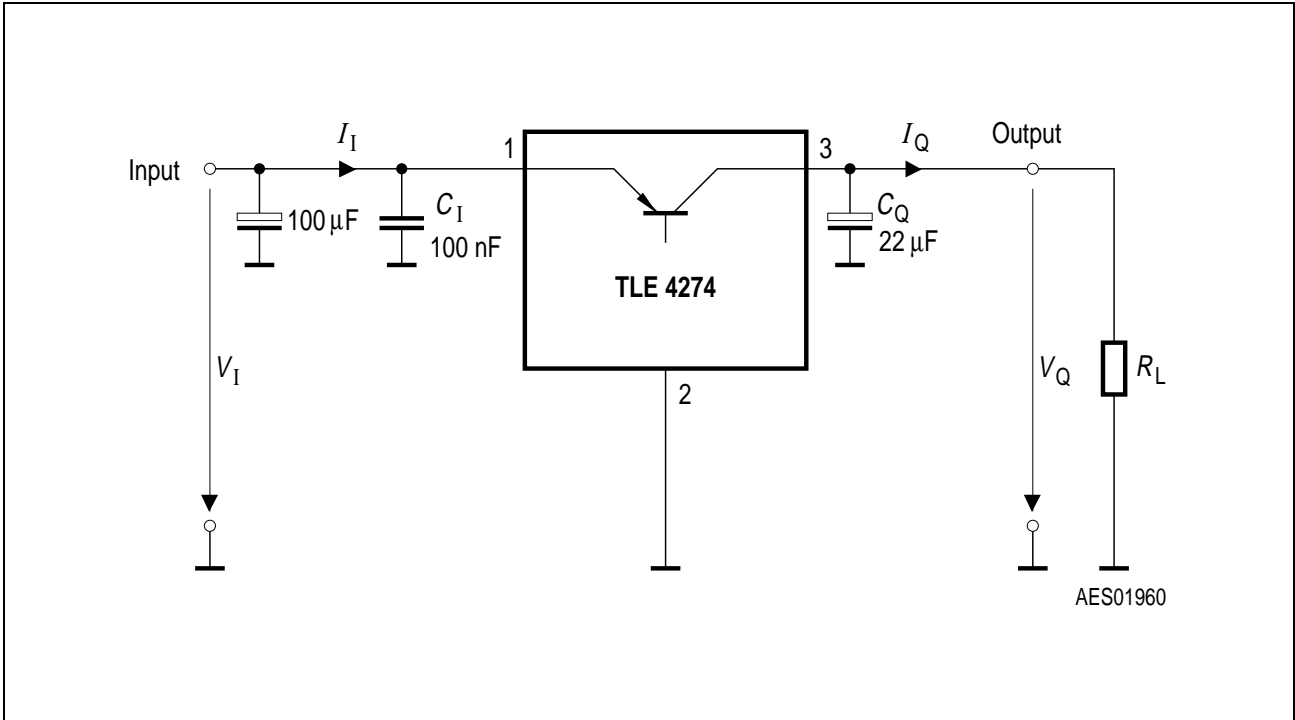 Input
I_I
1
3
I_Q
Output
100 µF
C_I
100 nF
C_Q
22 µF
TLE 4274
V_I
2
V_Q
R_L
AES01960